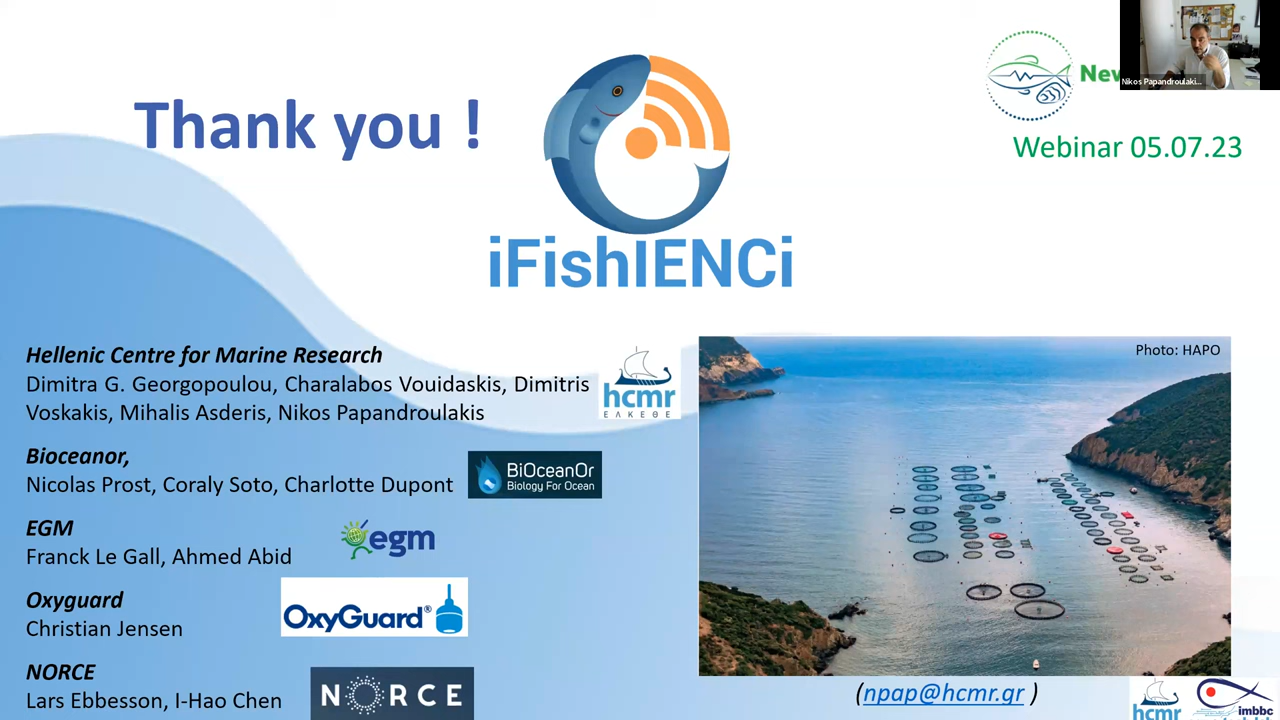 Thank you !
iFishIENCi
Nikos Papandroulaki...
Webinar 05.07.23
Hellenic Centre for Marine Research
Dimitra G. Georgopoulou, Charalabos Vouidaskis, Dimitris
Voskakis, Mihalis Asderis, Nikos Papandroulakis
hcmr
ΕΛΚΕΘΕ
Bioceanor,
Nicolas Prost, Coraly Soto, Charlotte Dupont
BiOceanOr
Biology For Ocean
EGM
Franck Le Gall, Ahmed Abid
egm
Oxyguard
Christian Jensen
OxyGuard®
NORCE
Lars Ebbesson, I-Hao Chen
NORCE
Photo: HAPO
(npap@hcmr.gr )
hcmr
imbbc